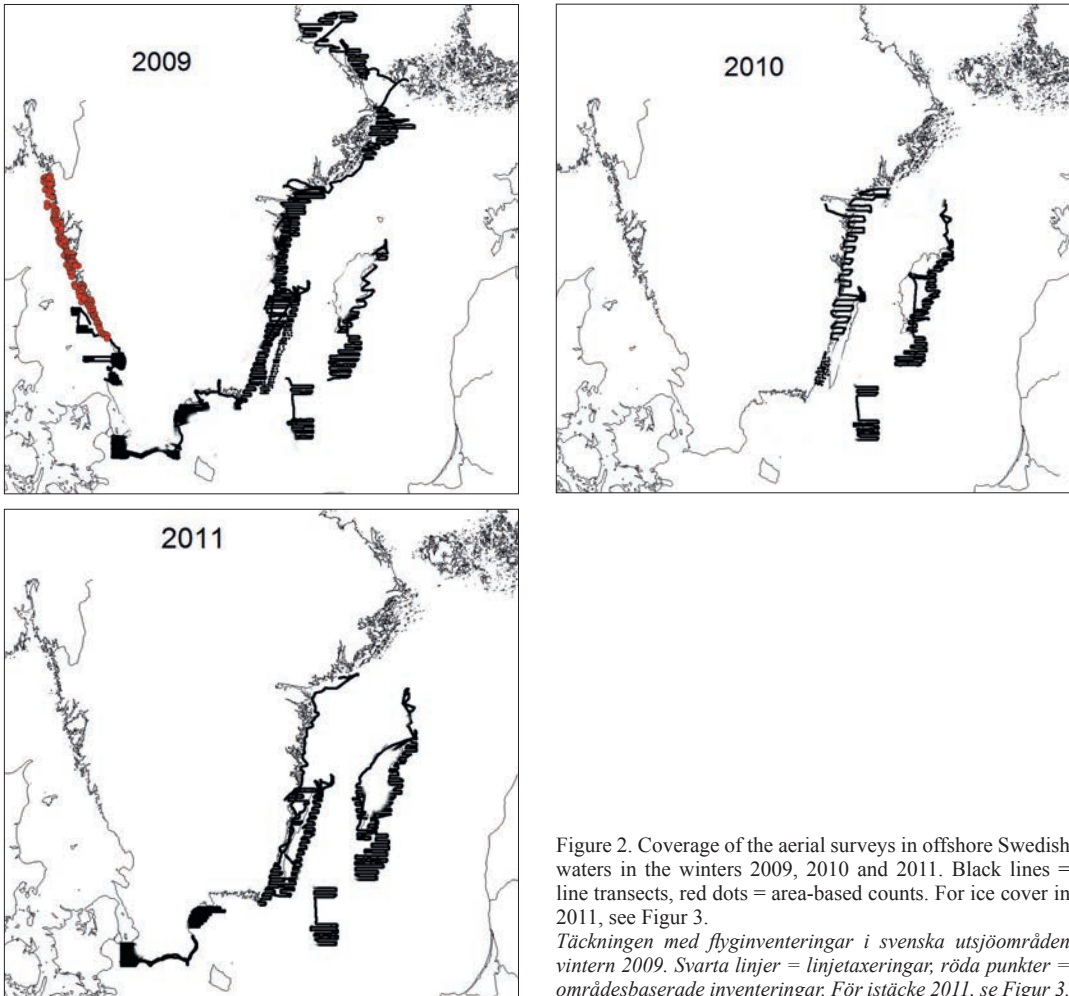 2009
2010
2011
Figure 2. Coverage of the aerial surveys in offshore Swedish
waters in the winters 2009, 2010 and 2011. Black lines =
line transects, red dots = area-based counts. For ice cover in
2011, see Figur 3.
Täckningen med flyginventeringar i svenska utsjöområden
vintern 2009. Svarta linjer = linjetaxeringar, röda punkter =
områdesbaserade inventeringar. För istäcke 2011, se Figur 3.